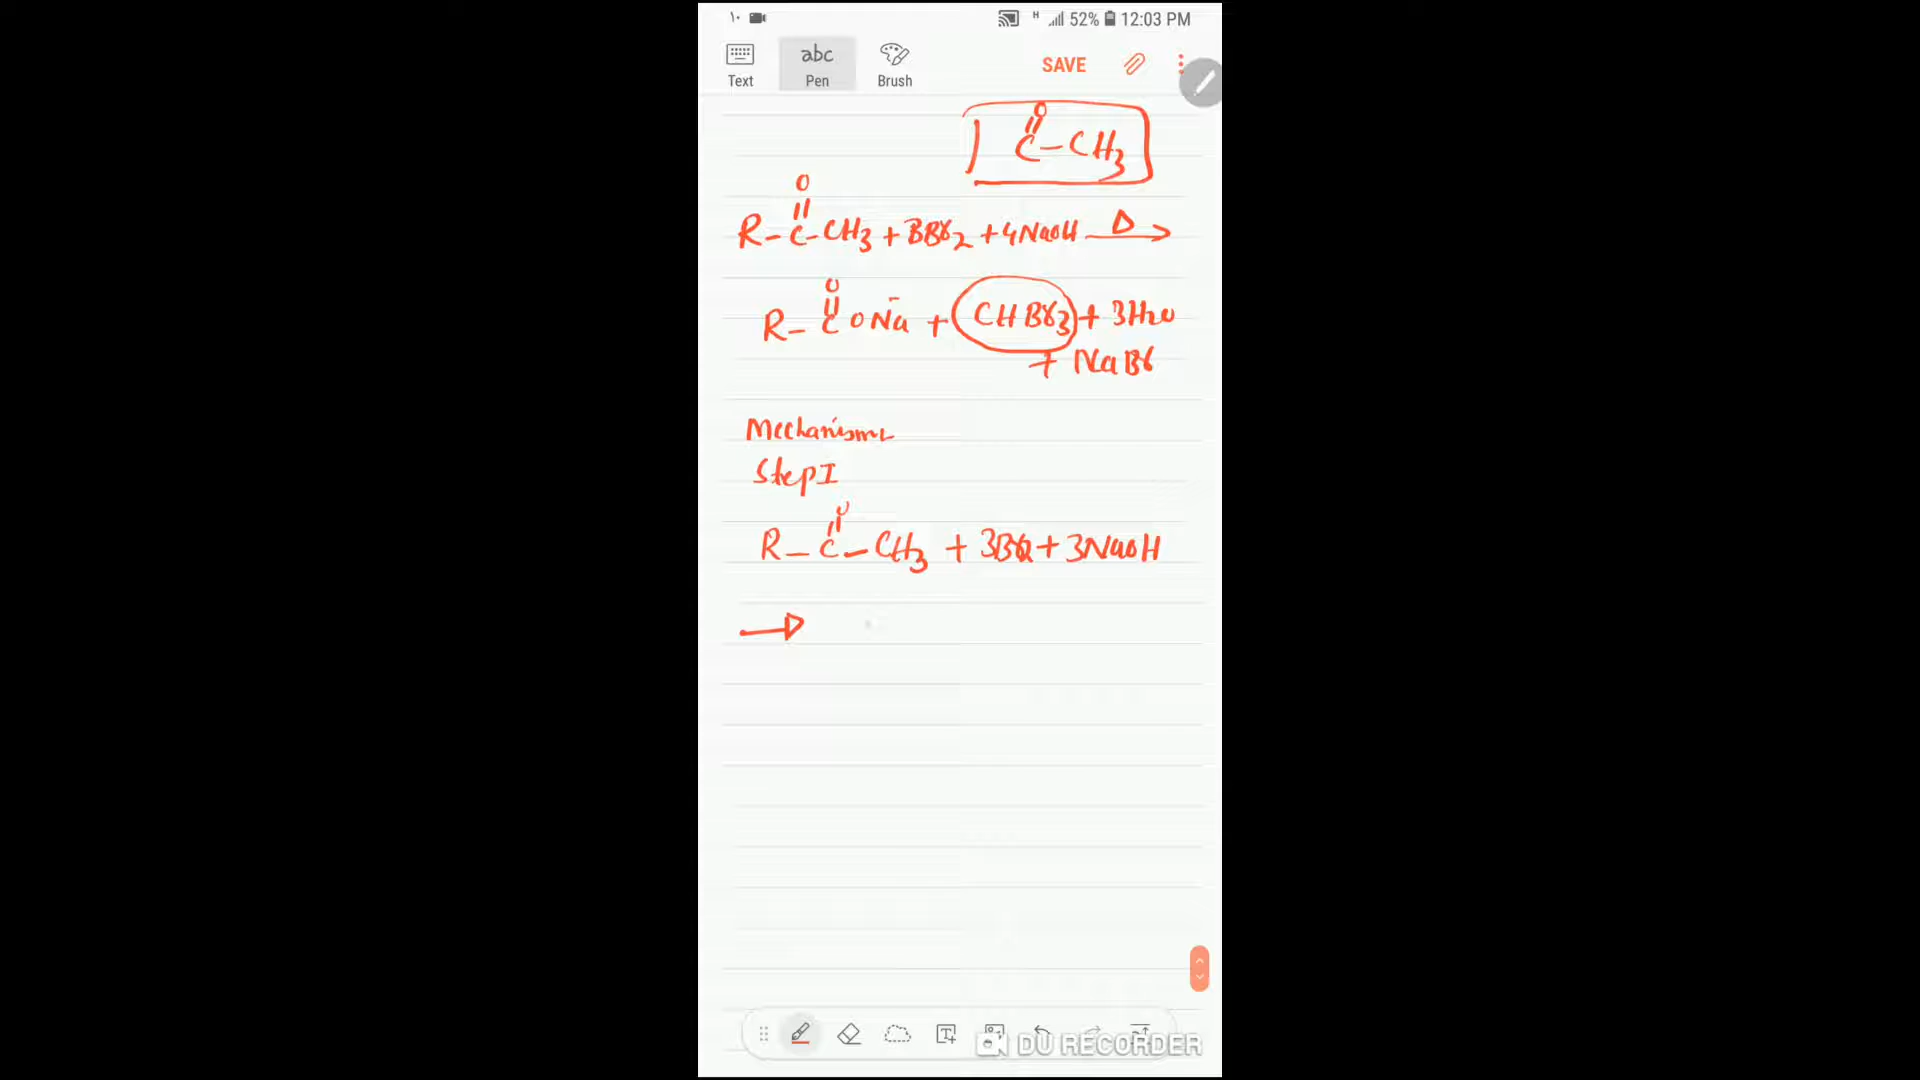 ۱۰ H 52% 12:03 PM
Text
abc
Pen
Brush
SAVE
O
C-CH3
O
R-C-CH3+3Br2+4NaOH Δ
O
R-C ONa + CHBr3 + 3H2O
+ NaBr
Mechanism
Step I
O
R-C-CH3 + 3Br2 + 3NaOH
DU RECORDER